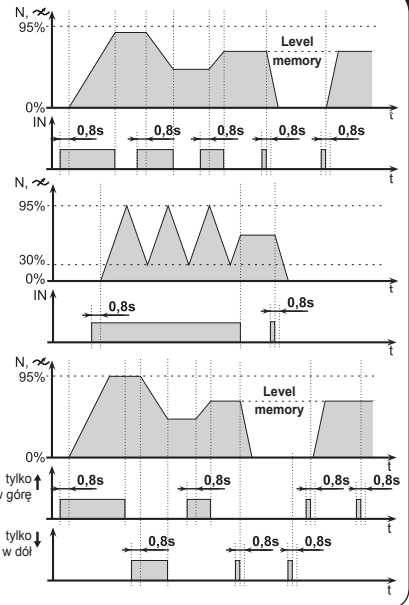 N,
95%
Level
memory
0%
t
IN
0,8s 0,8s 0,8s 0,8s 0,8s
t
N,
95%
30%
0%
t
IN
0,8s 0,8s
t
N,
95%
Level
memory
0%
t
tylko
w górę
0,8s 0,8s 0,8s 0,8s
t
tylko
w dół
0,8s 0,8s 0,8s
t